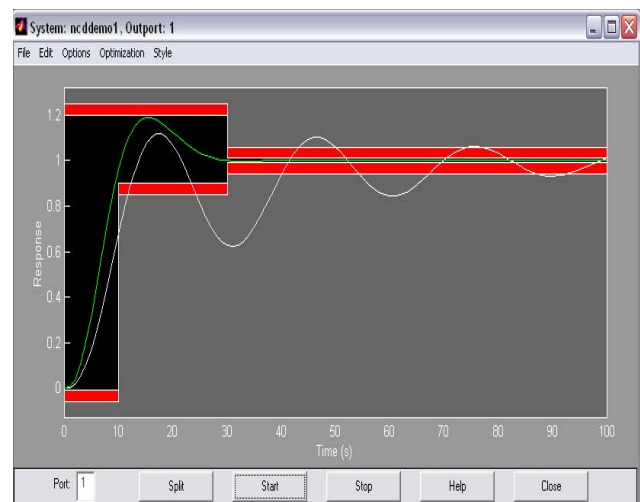 System: ncddemo1, Outport: 1
File Edit Options Optimization Style
1.2
1
0.8
0.6
0.4
0.2
0
Response
0 10 20 30 40 50 60 70 80 90 100
Time (s)
Port: 1 Split Start Stop Help Close